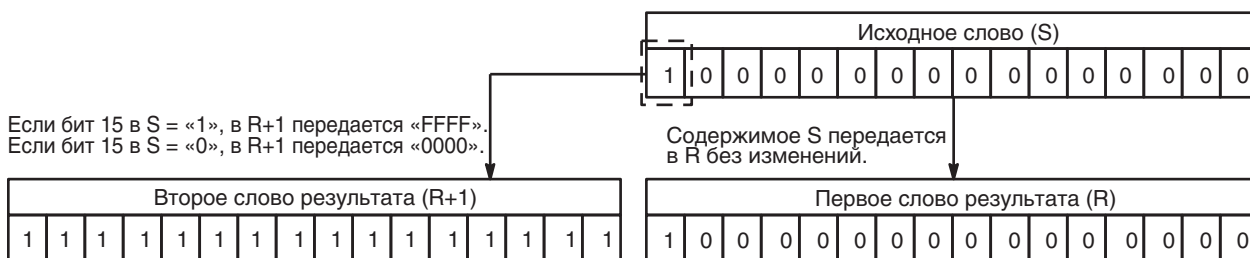 Исходное слово (S)
1 0 0 0 0 0 0 0 0 0 0 0 0 0 0 0
Если бит 15 в S = «1», в R+1 передается «FFFF».
Если бит 15 в S = «0», в R+1 передается «0000».
Содержимое S передается
в R без изменений.
Второе слово результата (R+1)
1 1 1 1 1 1 1 1 1 1 1 1 1 1 1 1
Первое слово результата (R)
1 0 0 0 0 0 0 0 0 0 0 0 0 0 0 0